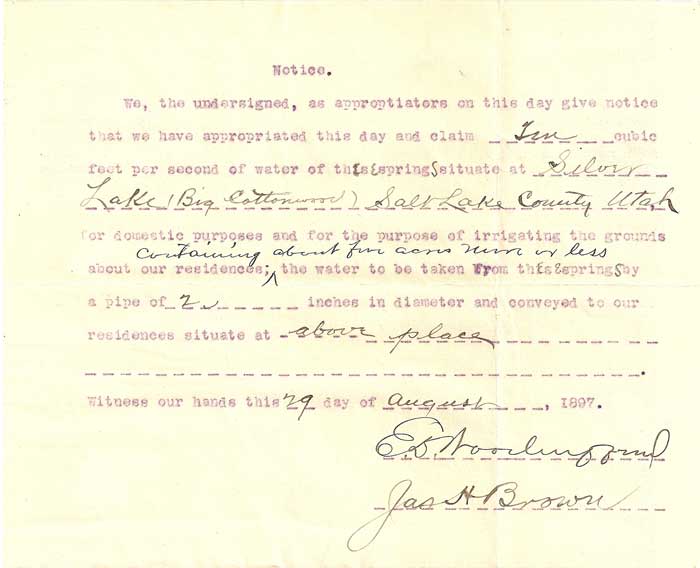 Notice.
We, the undersigned, as approptiators on this day give notice
that we have appropriated this day and claim Ten cubic
feet per second of water of this spring situate at Silver
Lake (Big Cottonwood) Salt Lake County Utah
for domestic purposes and for the purpose of irrigating the grounds
containing about acres more or less
about our residences; the water to be taken from this spring by
a pipe of 2 inches in diameter and conveyed to our
residences situate at above place
Witness our hands this 29 day of August, 1897.
E. D.
Jas H Brown